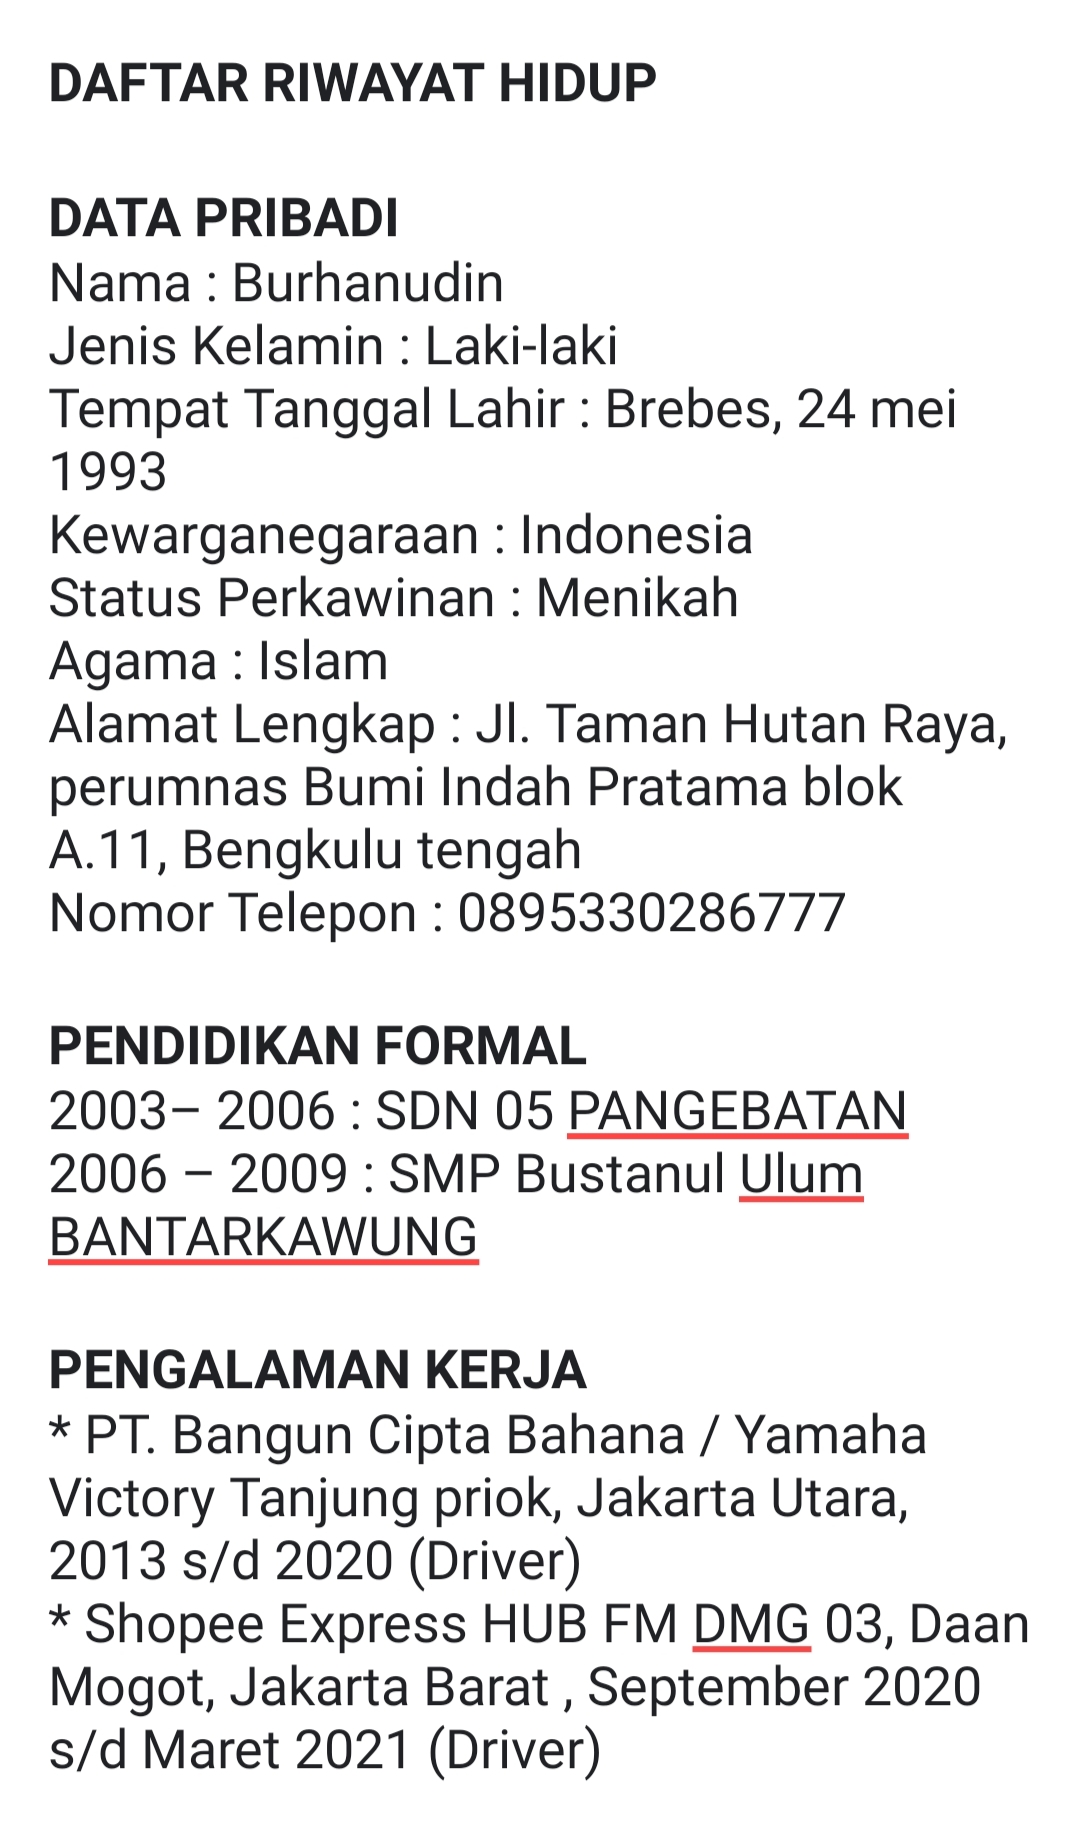 DAFTAR RIWAYAT HIDUP
DATA PRIBADI
Nama : Burhanudin
Jenis Kelamin : Laki-laki
Tempat Tanggal Lahir : Brebes, 24 mei
1993
Kewarganegaraan : Indonesia
Status Perkawinan : Menikah
Agama : Islam
Alamat Lengkap : Jl. Taman Hutan Raya,
perumnas Bumi Indah Pratama blok
A.11, Bengkulu tengah
Nomor Telepon : 0895330286777
PENDIDIKAN FORMAL
2003– 2006 : SDN 05 PANGEBATAN
2006 – 2009 : SMP Bustanul Ulum
BANTARKAWUNG
PENGALAMAN KERJA
* PT. Bangun Cipta Bahana / Yamaha
Victory Tanjung priok, Jakarta Utara,
2013 s/d 2020 (Driver)
* Shopee Express HUB FM DMG 03, Daan
Mogot, Jakarta Barat , September 2020
s/d Maret 2021 (Driver)